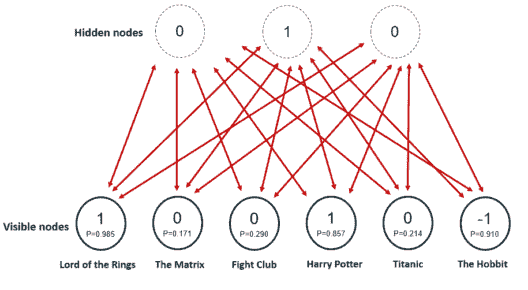 Hidden nodes
0
1
0
Visible nodes
1
P=0.985
0
P=0.171
0
P=0.290
1
P=0.857
0
P=0.214
-1
P=0.910
Lord of the Rings
The Matrix
Fight Club
Harry Potter
Titanic
The Hobbit